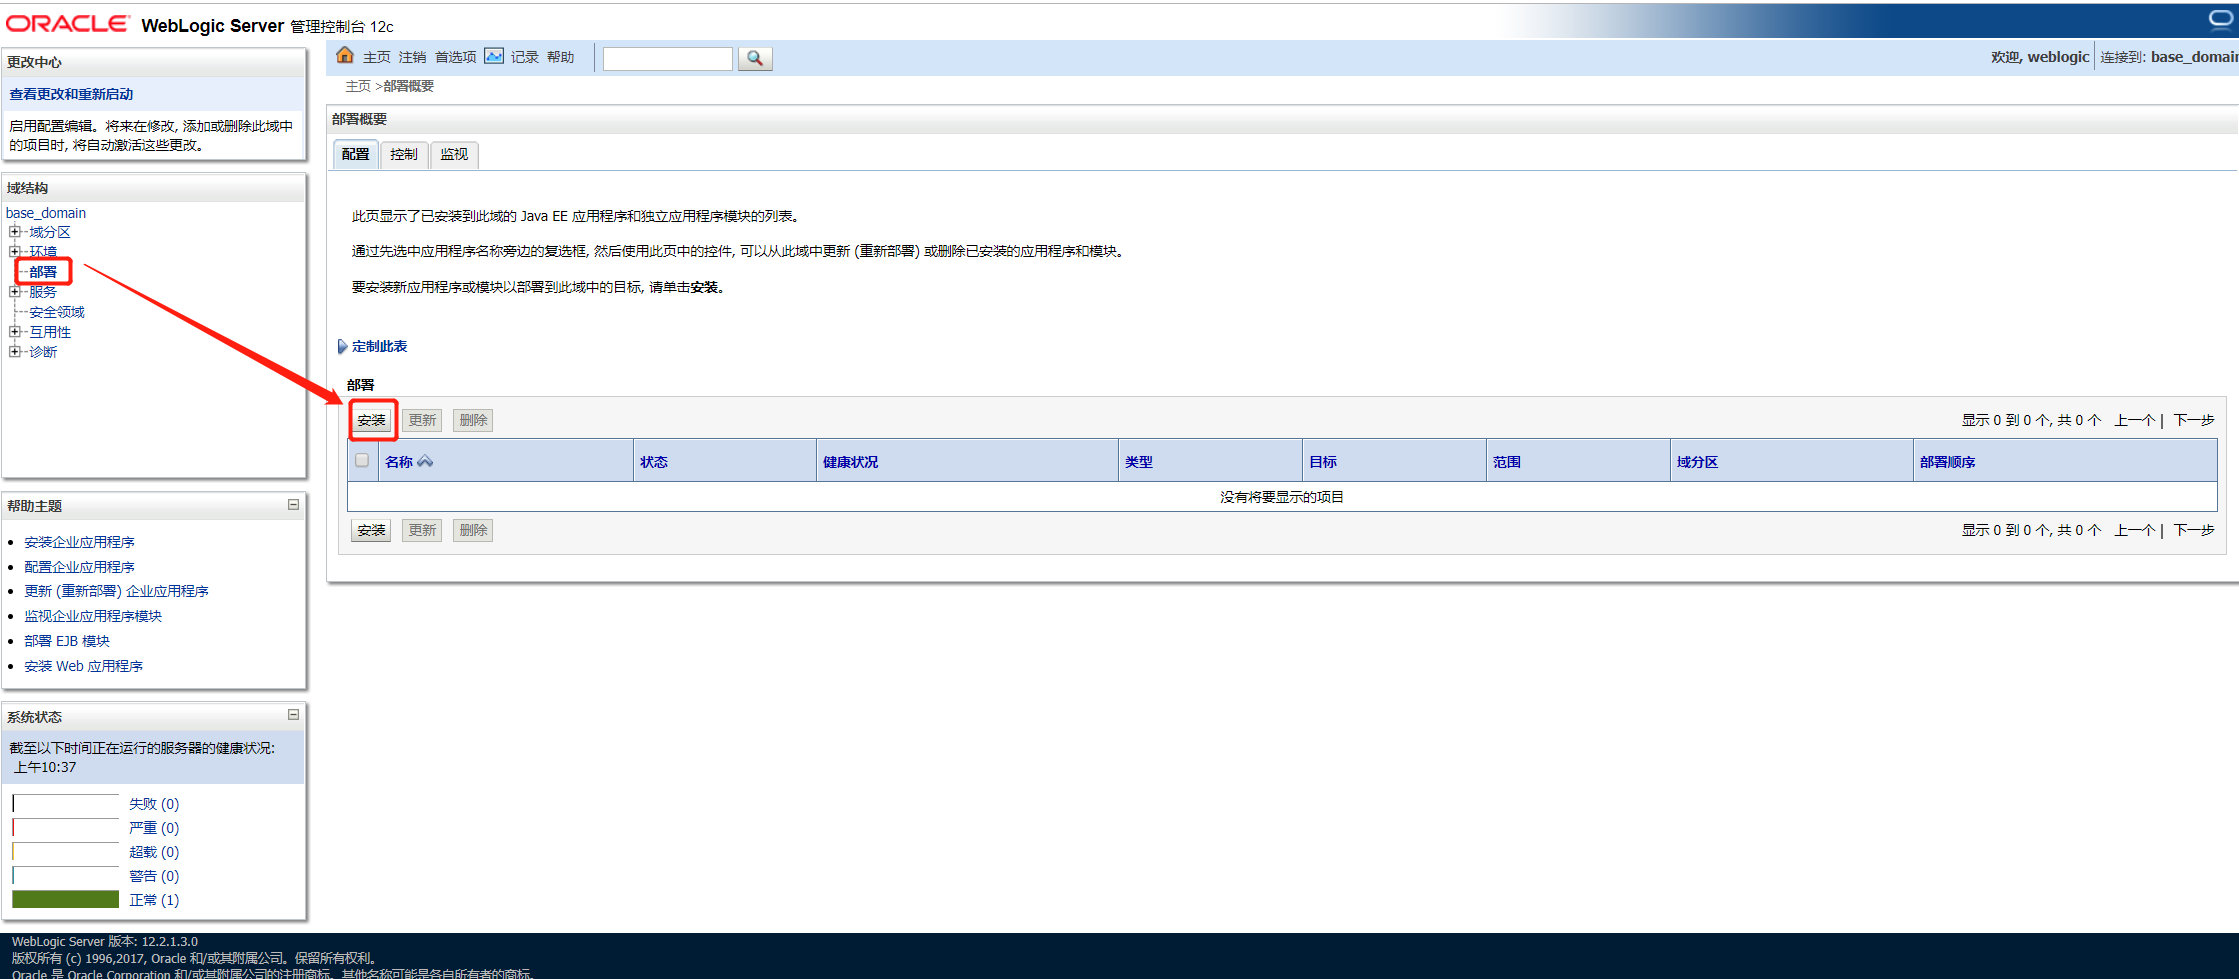 ORACLE WebLogic Server 管理控制台 12c
更改中心
查看更改和重新启动
启用配置编辑。将来在修改, 添加或删除此域中
的项目时, 将自动激活这些更改。
域结构
base_domain
域分区
环境
部署
服务
安全领域
互用性
诊断
帮助主题
安装企业应用程序
配置企业应用程序
更新 (重新部署) 企业应用程序
监视企业应用程序模块
部署 EJB 模块
安装 Web 应用程序
系统状态
截至以下时间正在运行的服务器的健康状况:
上午10:37
失败 (0)
严重 (0)
超载 (0)
警告 (0)
正常 (1)
主页 注销 首选项 记录 帮助
欢迎, weblogic 连接到: base_domain
主页 >部署概要
部署概要
配置 控制 监视
此页显示了已安装到此域的 Java EE 应用程序和独立应用程序模块的列表。
通过先选中应用程序名称旁边的复选框, 然后使用此页中的控件, 可以从此域中更新 (重新部署) 或删除已安装的应用程序和模块。
要安装新应用程序或模块以部署到此域中的目标, 请单击安装。
定制此表
部署
安装 更新 删除 显示 0 到 0 个, 共 0 个 上一个 | 下一步
名称 状态 健康状况 类型 目标 范围 域分区 部署顺序
没有将要显示的项目
安装 更新 删除 显示 0 到 0 个, 共 0 个 上一个 | 下一步
WebLogic Server 版本: 12.2.1.3.0
版权所有 (c) 1996,2017, Oracle 和/或其附属公司。保留所有权利。
Oracle 是 Oracle Corporation 和/或其附属公司的注册商标。其他名称可能是各自所有者的商标。